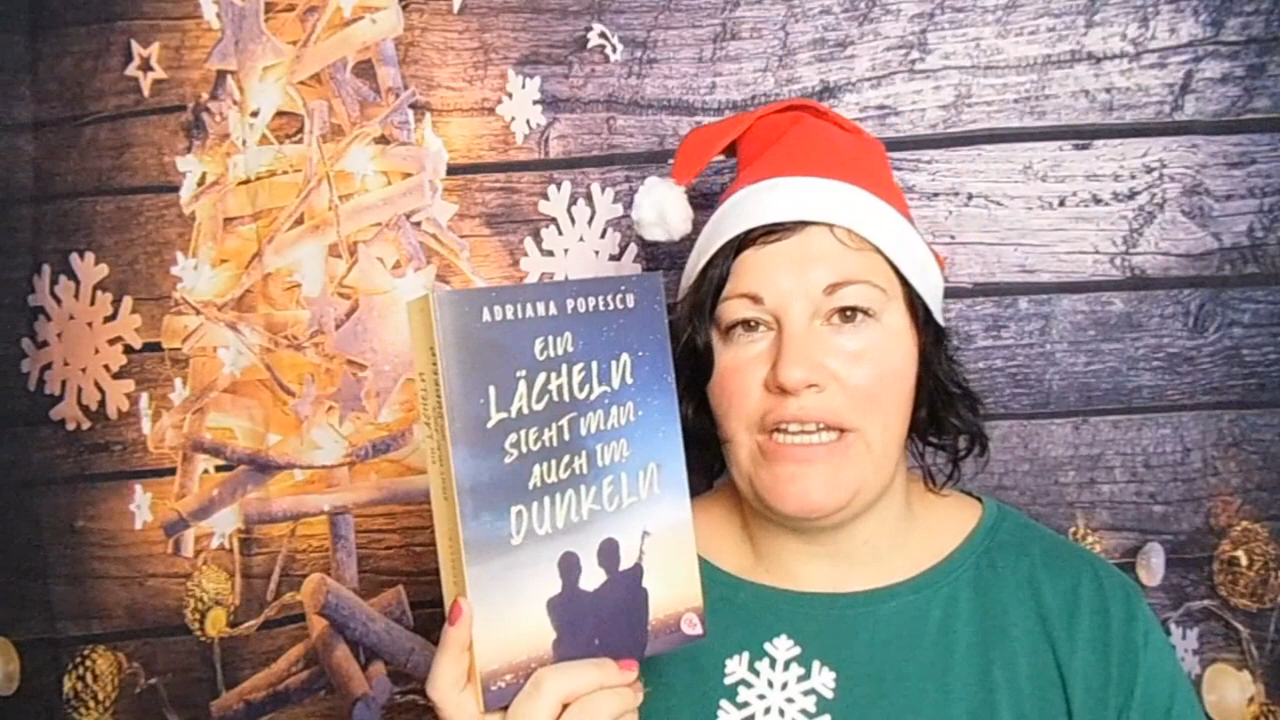 ADRIANA POPESCU
EIN
LÄCHELN
SIEHT MAN
AUCH IM
DUNKELN